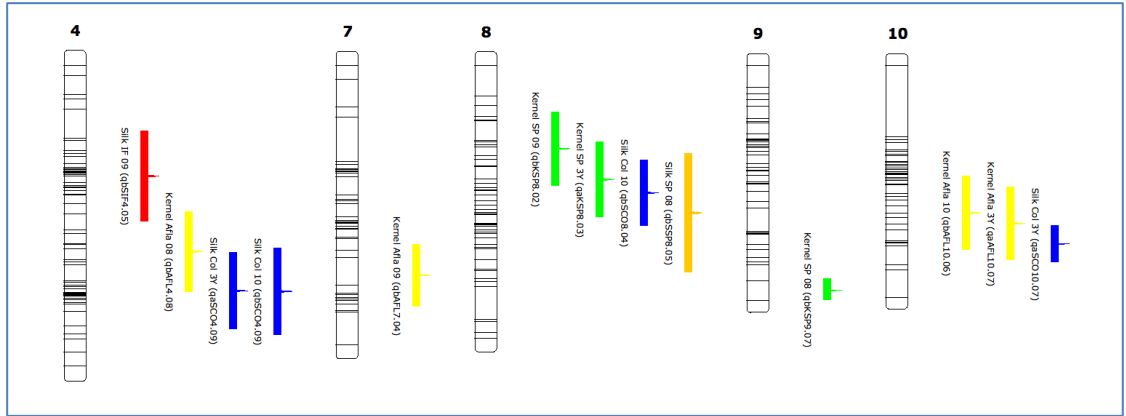 4
7
8
9
10
Silk IF 09 (qbSIF4.05)
Kernel Afla 08 (qbAFL4.08)
Silk Col 3Y (qaSCO4.09)
Silk Col 10 (qbSCO4.09)
Kernel Afla 09 (qbAFL7.04)
Kernel SP 09 (qbKSP8.02)
Kernel SP 3Y (qaKSP8.03)
Silk Col 10 (qbSCO8.04)
Silk SP 08 (qbSSP8.05)
Kernel SP 08 (qbKSP9.07)
Kernel Afla 10 (qbAFL10.06)
Kernel Afla 3Y (qaAFL10.07)
Silk Col 3Y (qaSCO10.07)